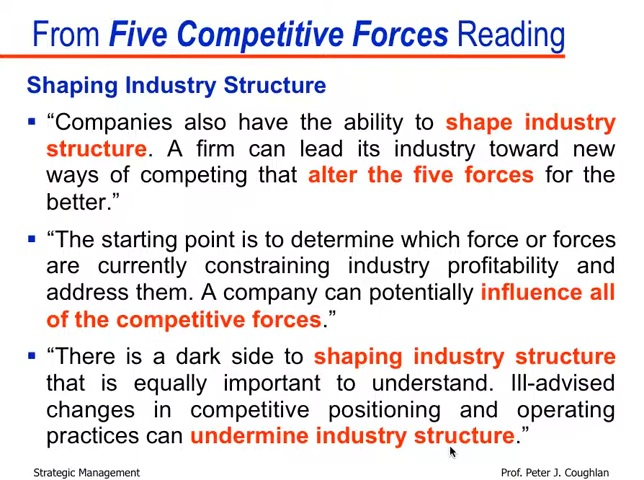 From Five Competitive Forces Reading
Shaping Industry Structure
▪ “Companies also have the ability to shape industry
structure. A firm can lead its industry toward new
ways of competing that alter the five forces for the
better.”
▪ “The starting point is to determine which force or forces
are currently constraining industry profitability and
address them. A company can potentially influence all
of the competitive forces.”
▪ “There is a dark side to shaping industry structure
that is equally important to understand. Ill-advised
changes in competitive positioning and operating
practices can undermine industry structure.”
Strategic Management
Prof. Peter J. Coughlan